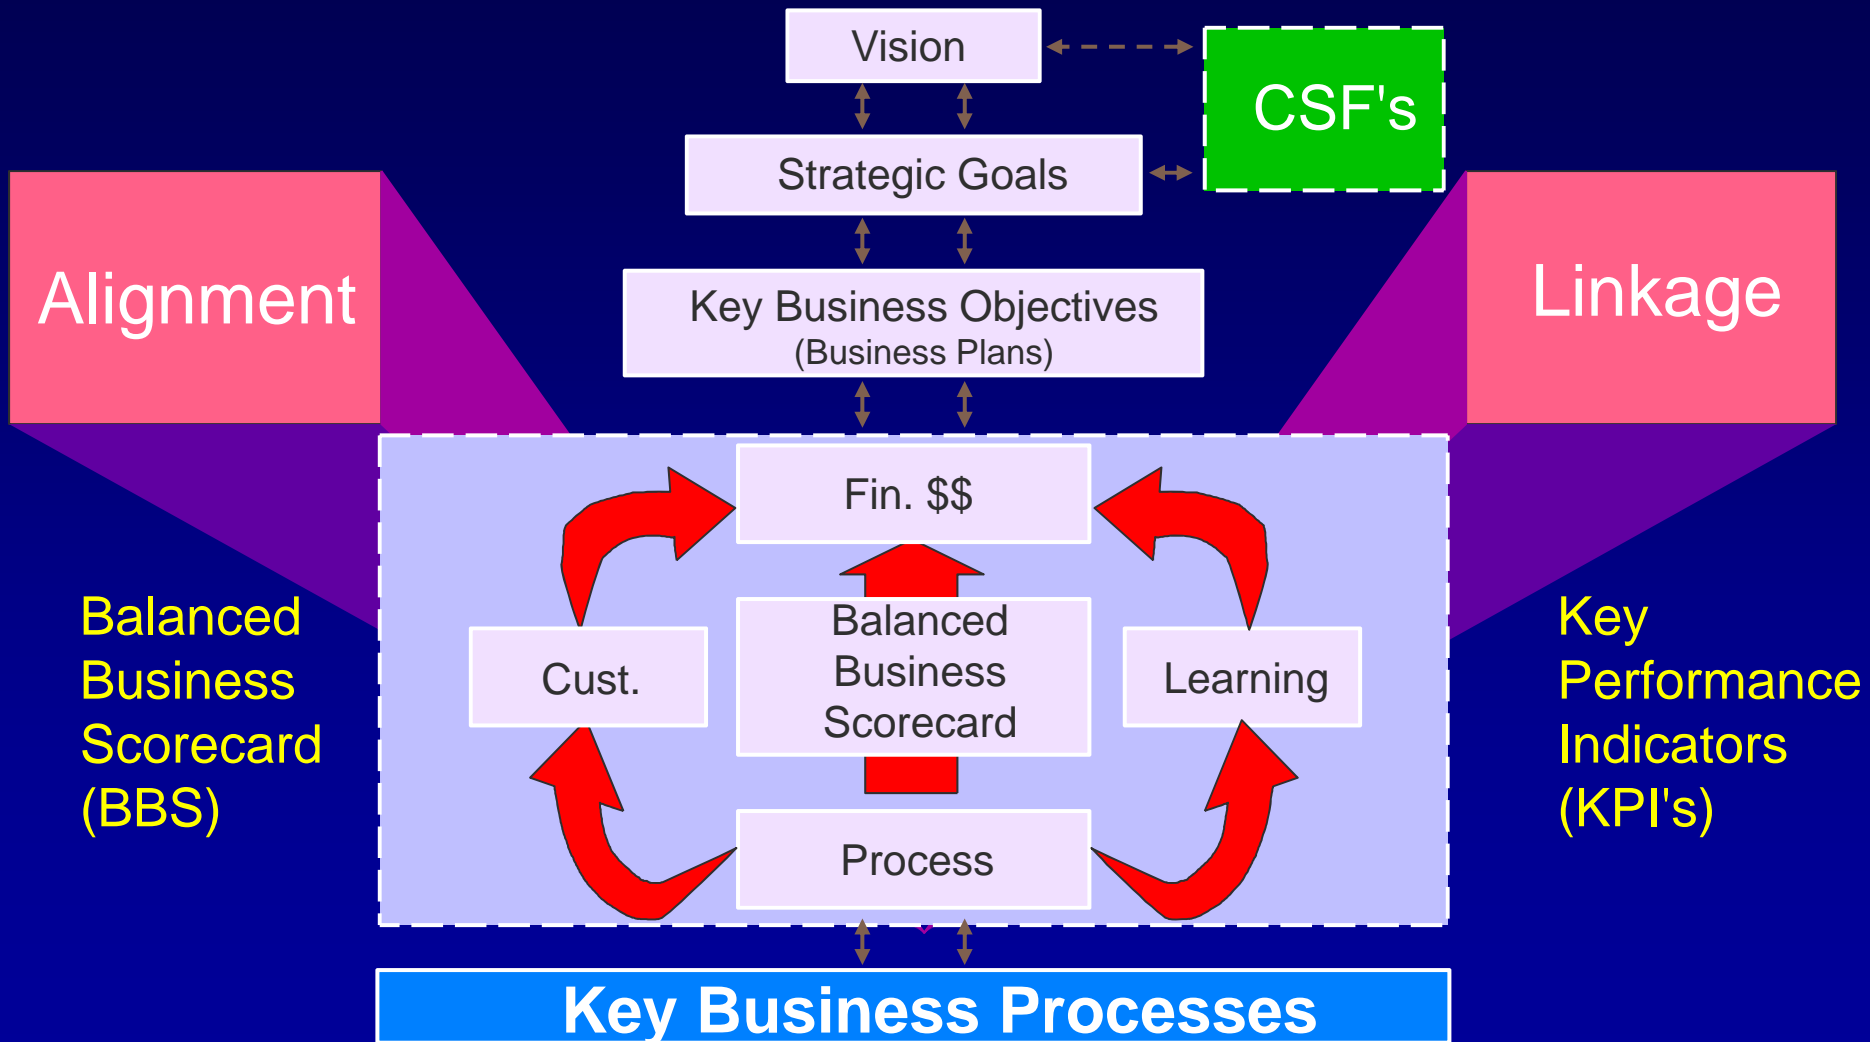 Vision
CSF's
Strategic Goals
Alignment
Linkage
Key Business Objectives
(Business Plans)
Fin. $$
Balanced
Business
Scorecard
(BBS)
Cust.
Balanced
Business
Scorecard
Learning
Key
Performance
Indicators
(KPI's)
Process
Key Business Processes